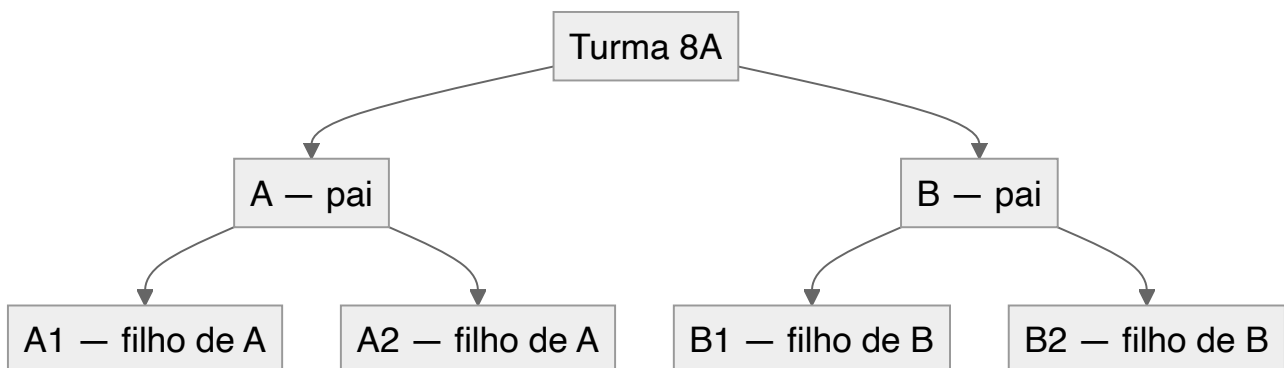 Turma 8A
A — pai
B — pai
A1 — filho de A
A2 — filho de A
B1 — filho de B
B2 — filho de B